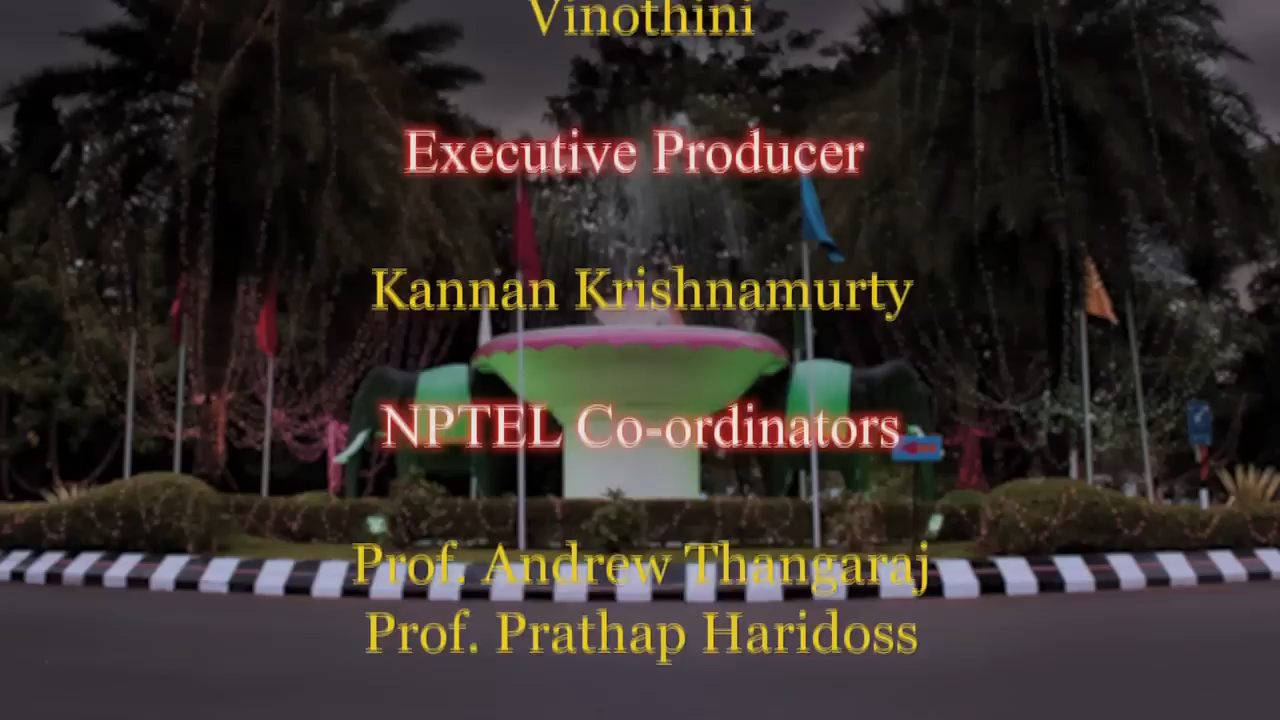 Vinothini
Executive Producer
Kannan Krishnamurty
NPTEL Co-ordinators
Prof. Andrew Thangaraj
Prof. Prathap Haridoss